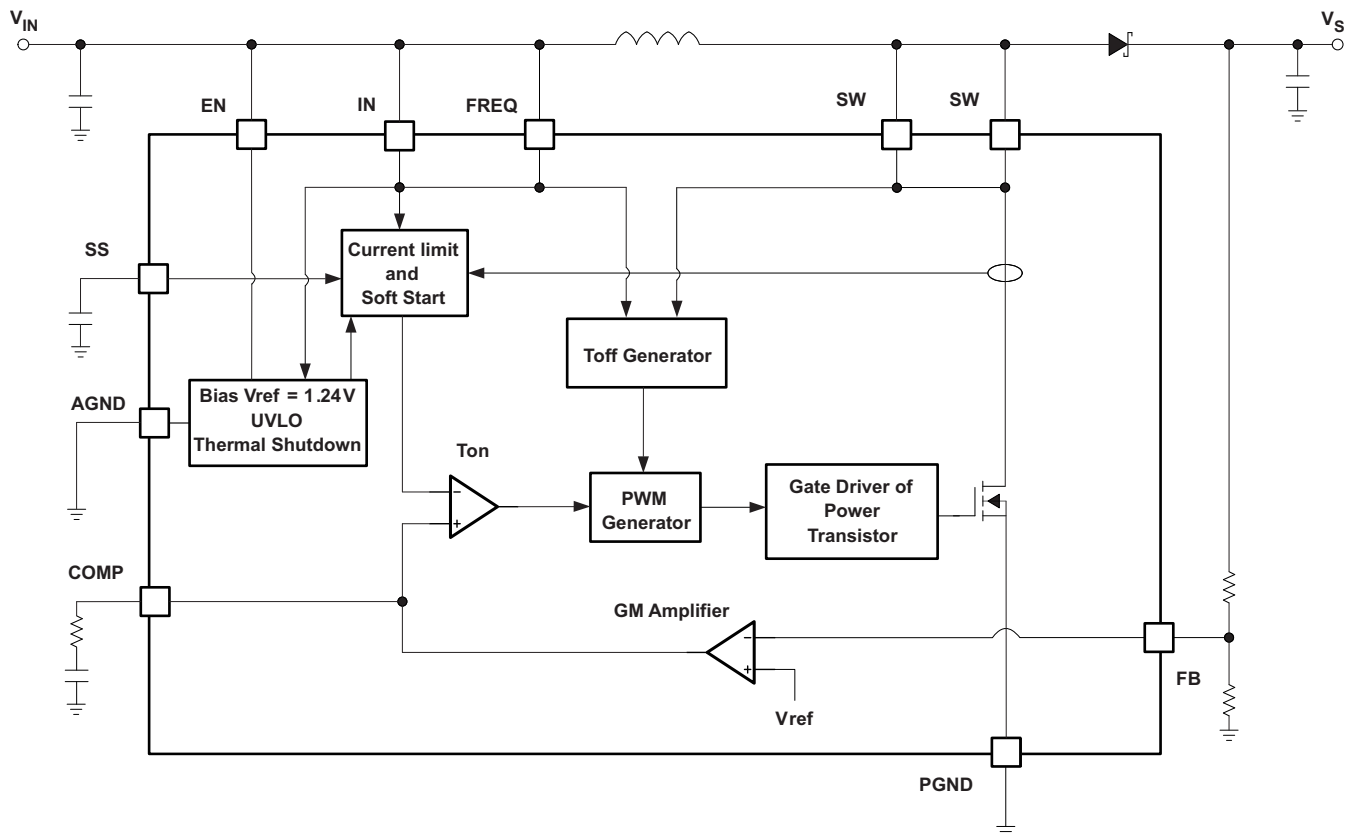 VIN
VS
EN
IN
FREQ
SW
SW
SS
Current limit
and
Soft Start
Toff Generator
AGND
Bias Vref = 1.24V
UVLO
Thermal Shutdown
Ton
−
+
PWM
Generator
Gate Driver of
Power
Transistor
COMP
GM Amplifier
−
+
Vref
FB
PGND